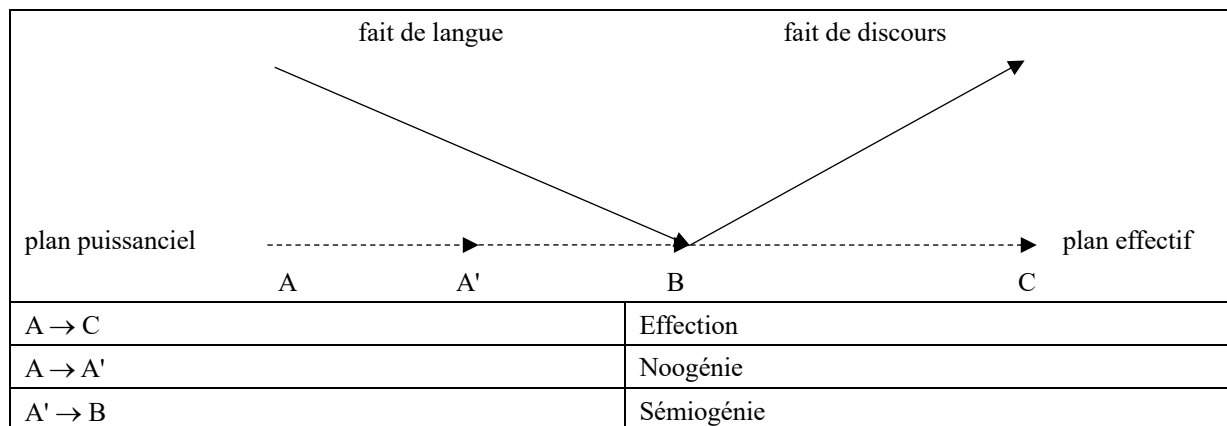 fait de langue fait de discours
plan puissanciel plan effectif
A A' B C
A → C Effection
A → A' Noogénie
A' → B Sémiogénie